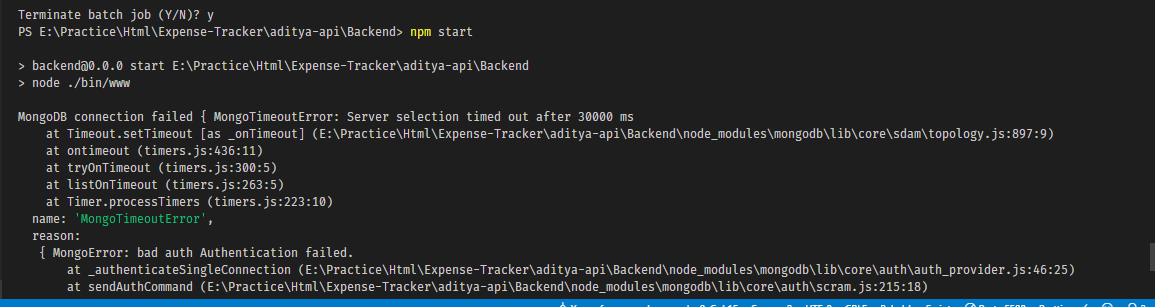 Terminate batch job (Y/N)? y
PS E:\Practice\Html\Expense-Tracker\aditya-api\Backend> npm start
> backend@0.0.0 start E:\Practice\Html\Expense-Tracker\aditya-api\Backend
> node ./bin/www
MongoDB connection failed { MongoTimeoutError: Server selection timed out after 30000 ms
at Timeout.setTimeout [as _onTimeout] (E:\Practice\Html\Expense-Tracker\aditya-api\Backend\node_modules\mongodb\lib\core\sdam\topology.js:897:9)
at ontimeout (timers.js:436:11)
at tryOnTimeout (timers.js:300:5)
at listOnTimeout (timers.js:263:5)
at Timer.processTimers (timers.js:223:10)
name: 'MongoTimeoutError',
reason:
{ MongoError: bad auth Authentication failed.
at _authenticateSingleConnection (E:\Practice\Html\Expense-Tracker\aditya-api\Backend\node_modules\mongodb\lib\core\auth\auth_provider.js:46:25)
at sendAuthCommand (E:\Practice\Html\Expense-Tracker\aditya-api\Backend\node_modules\mongodb\lib\core\auth\scram.js:215:18)